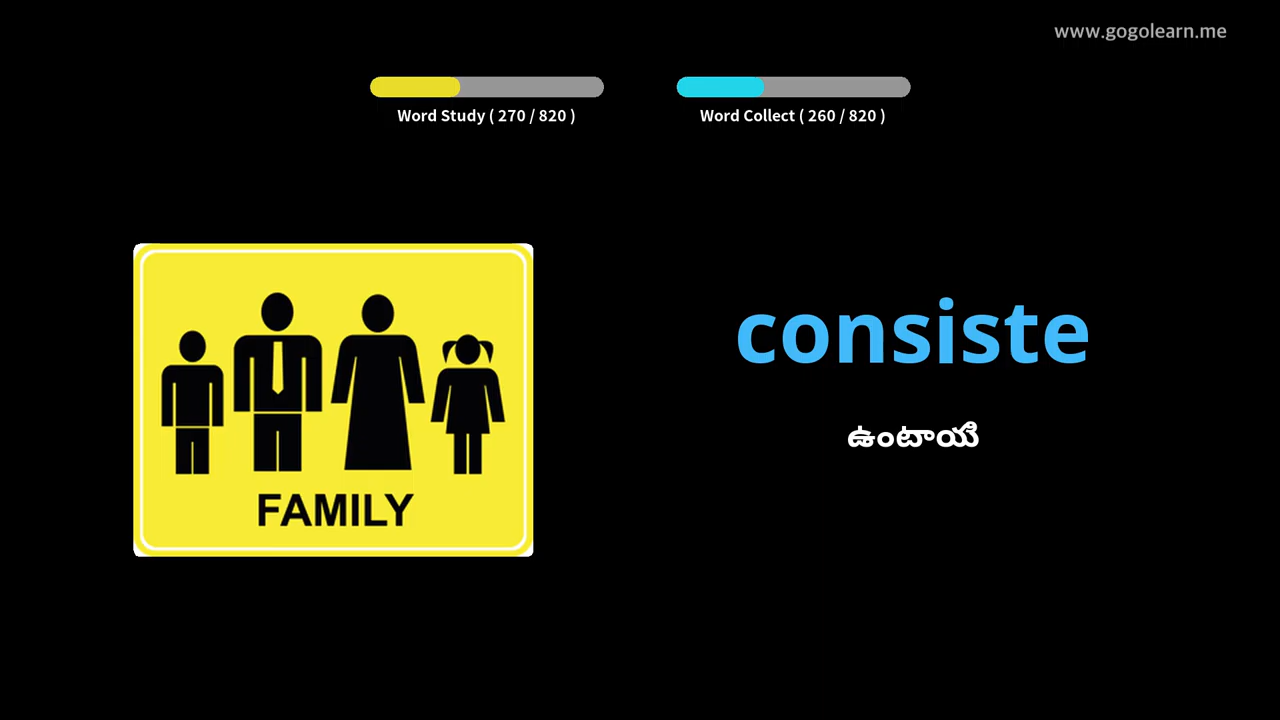 www.gogolearn.me
Word Study ( 270 / 820 )
Word Collect ( 260 / 820 )
consiste
ఉంటాయి
FAMILY